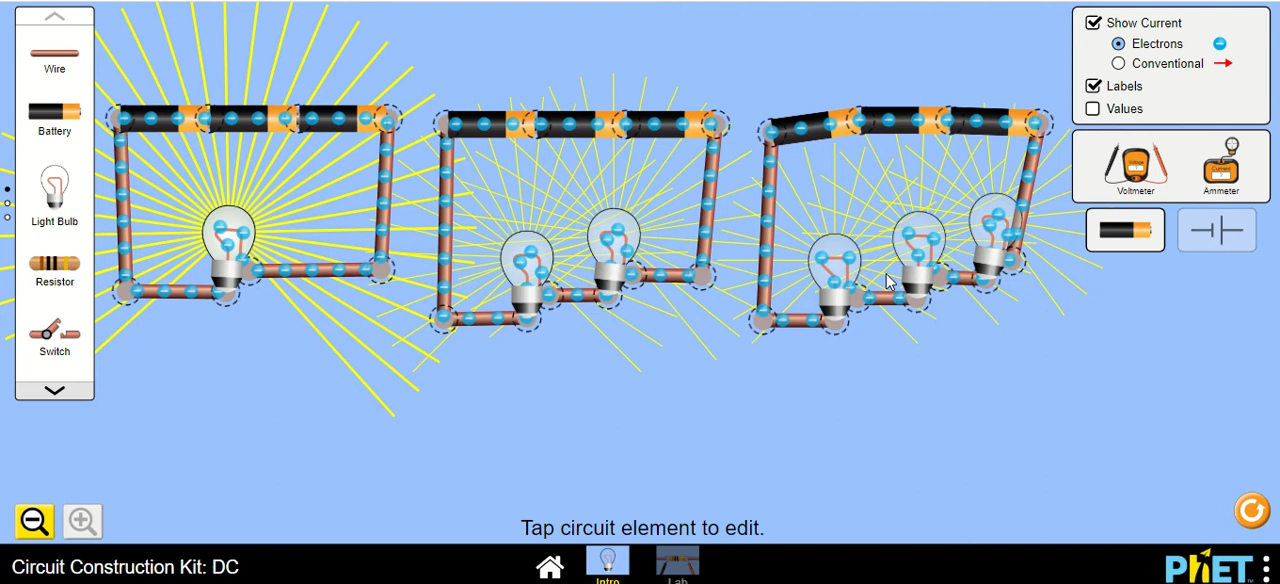 Wire
Battery
Light Bulb
Resistor
Switch
Show Current
Electrons
Conventional
Labels
Values
Voltmeter
Ammeter
Tap circuit element to edit.
Circuit Construction Kit: DC
Intro
Lab
PhET